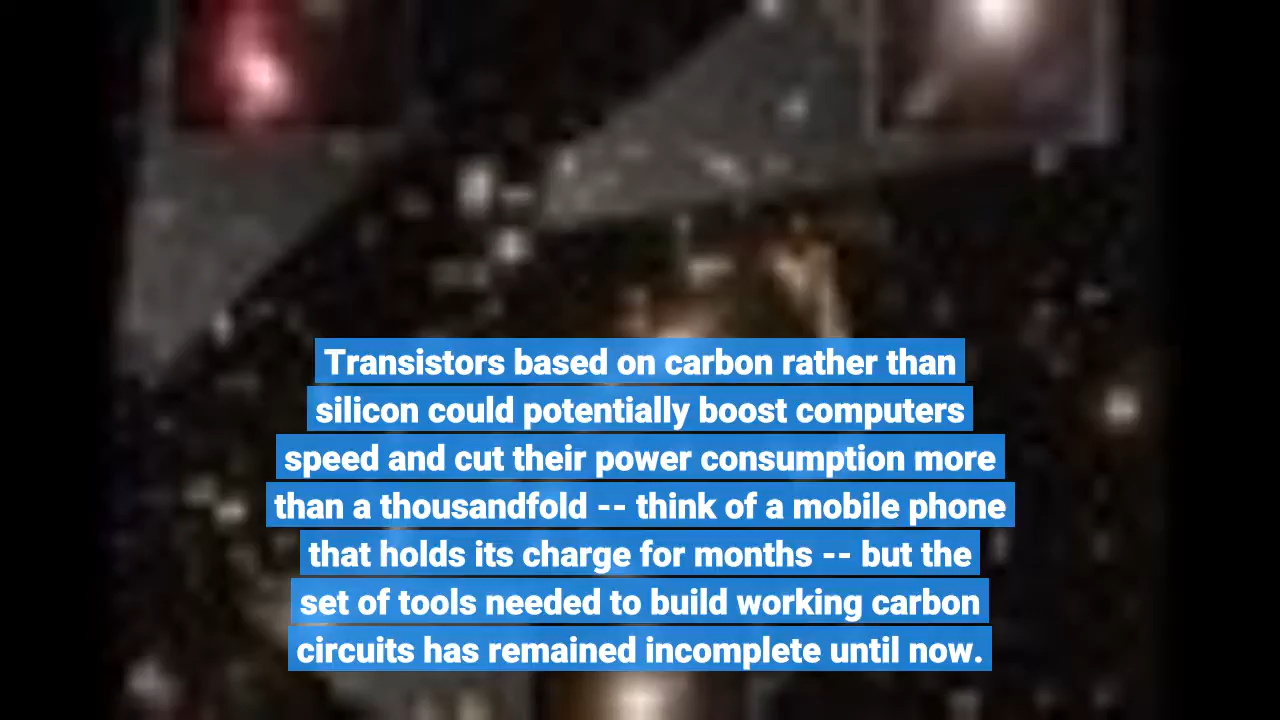 Transistors based on carbon rather than
silicon could potentially boost computers
speed and cut their power consumption more
than a thousandfold -- think of a mobile phone
that holds its charge for months -- but the
set of tools needed to build working carbon
circuits has remained incomplete until now.